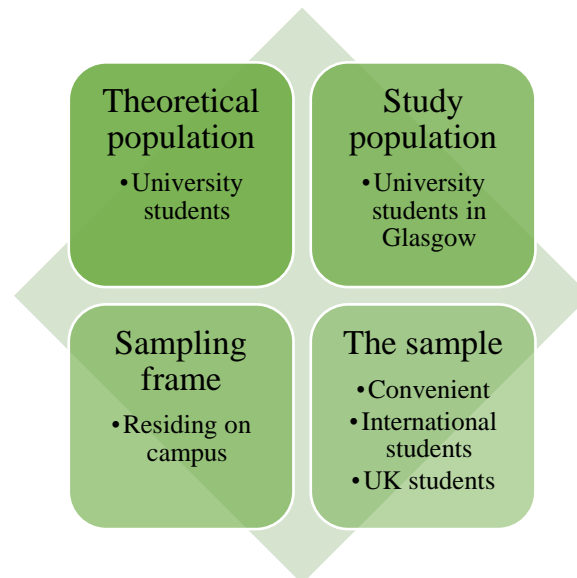 Theoretical
population
•University
students
Study
population
•University
students in
Glasgow
Sampling
frame
•Residing on
campus
The sample
•Convenient
•International
students
•UK students